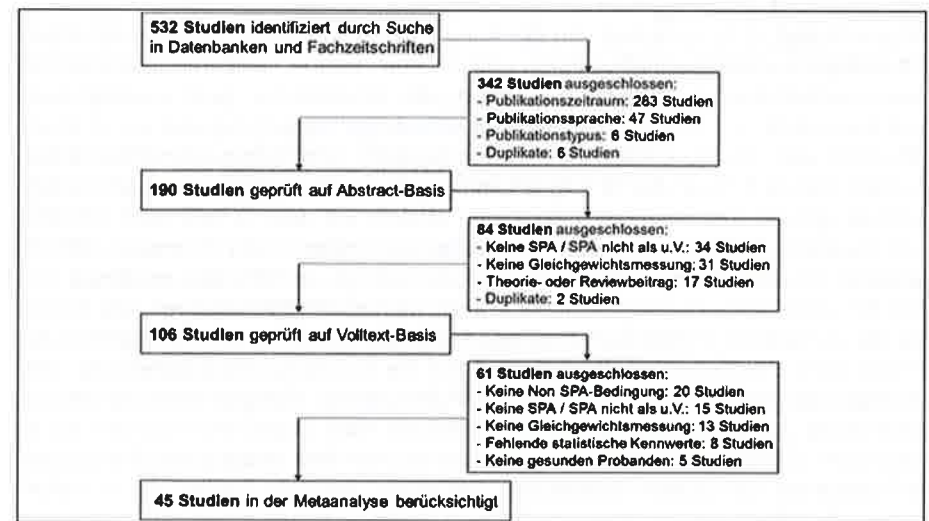 532 Studien identifiziert durch Suche
in Datenbanken und Fachzeitschriften
342 Studien ausgeschlossen:
- Publikationszeitraum: 283 Studien
- Publikationssprache: 47 Studien
- Publikationstypus: 6 Studien
- Duplikate: 6 Studien
190 Studien geprüft auf Abstract-Basis
84 Studien ausgeschlossen:
- Keine SPA / SPA nicht als u.V.: 34 Studien
- Keine Gleichgewichtsmessung: 31 Studien
- Theorie- oder Reviewbeitrag: 17 Studien
- Duplikate: 2 Studien
106 Studien geprüft auf Volltext-Basis
61 Studien ausgeschlossen:
- Keine Non SPA-Bedingung: 20 Studien
- Keine SPA / SPA nicht als u.V.: 15 Studien
- Keine Gleichgewichtsmessung: 13 Studien
- Fehlende statistische Kennwerte: 8 Studien
- Keine gesunden Probanden: 5 Studien
45 Studien in der Metaanalyse berücksichtigt